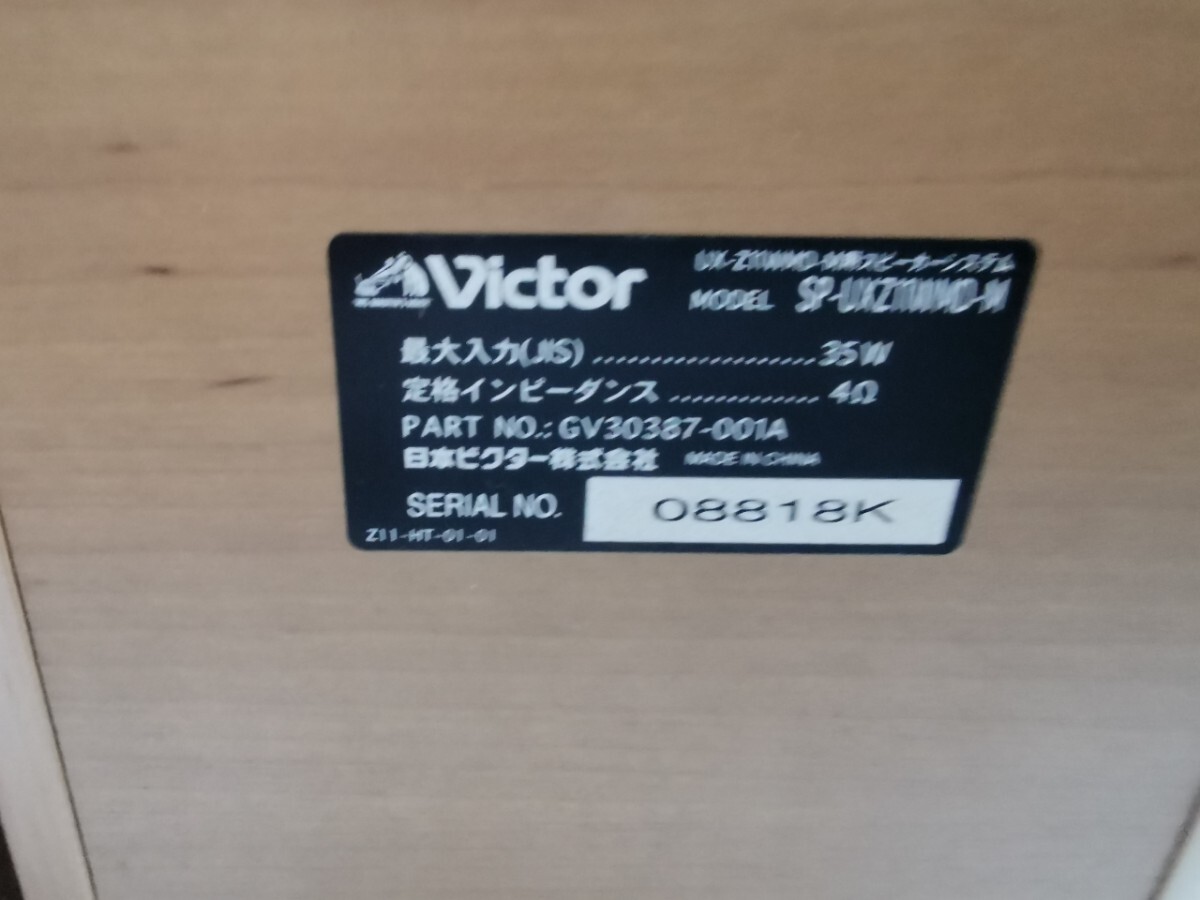 Victor
UX-Z11WMD-M用スピーカーシステム
MODEL SP-UXZ11WMD-M
最大入力(JIS)....................35W
定格インピーダンス.............4Ω
PART NO.: GV30387-001A
日本ビクター株式会社 MADE IN CHINA
SERIAL NO. 08818K
Z11-HT-01-01